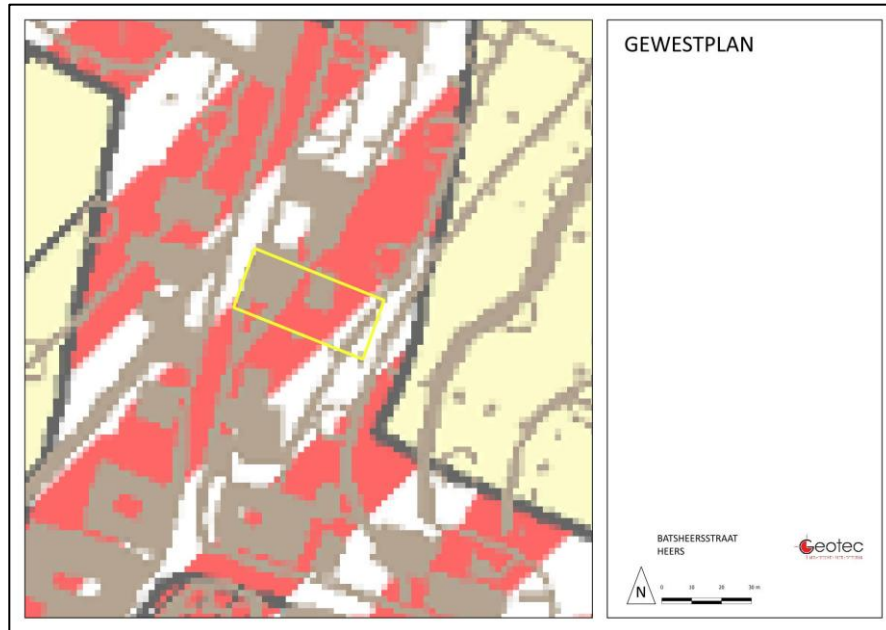 GEWESTPLAN
BATSHEERSSTRAAT
HEERS
Geotec
N
0 10 20 30 m